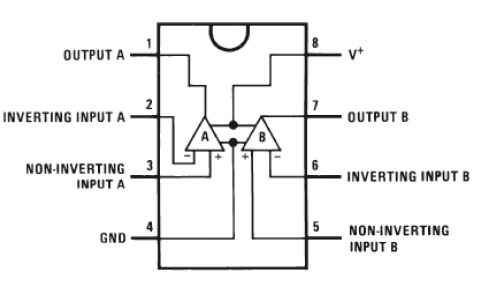 1
OUTPUT A
8
V+
2
INVERTING INPUT A
7
OUTPUT B
A
B
− +
+ −
3
NON-INVERTING
INPUT A
6
INVERTING INPUT B
4
GND
5
NON-INVERTING
INPUT B